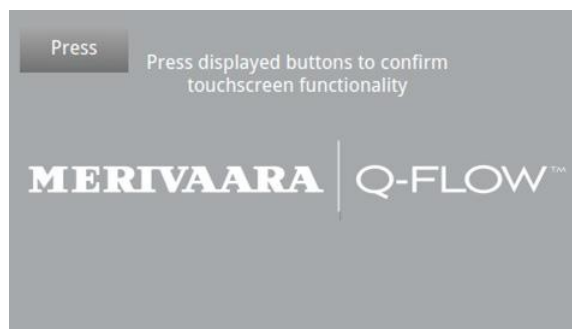 Press
Press displayed buttons to confirm
touchscreen functionality
MERIVAARA | Q-FLOW™